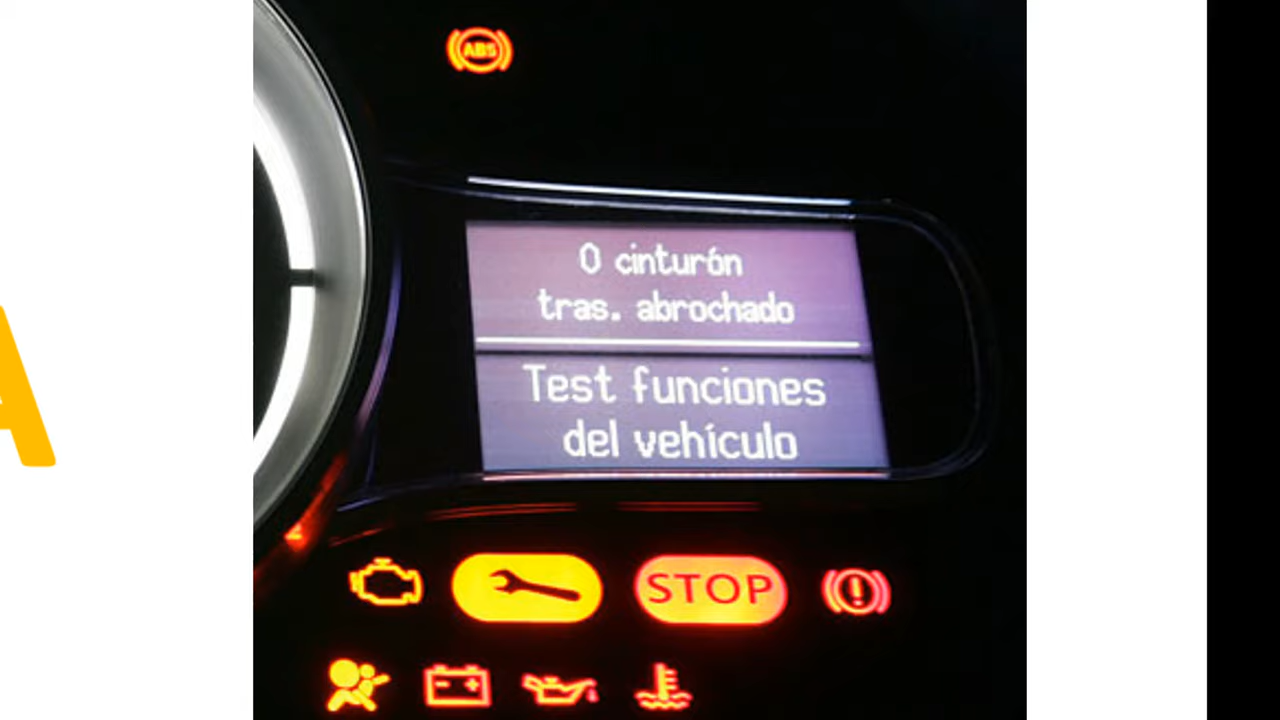 ABS
0 cinturón
tras. abrochado
Test funciones
del vehículo
STOP
A